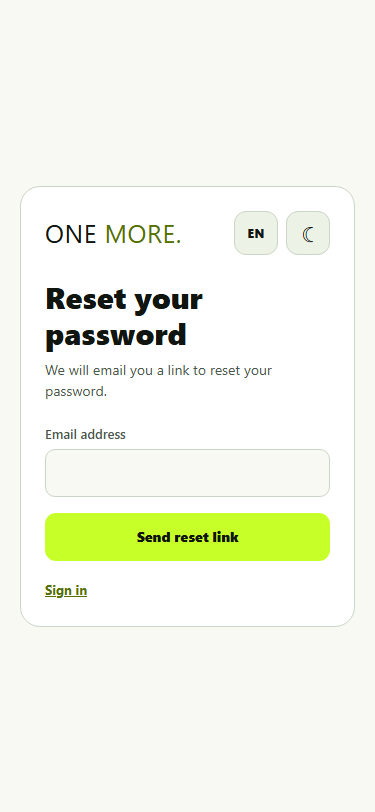 ONE MORE.
EN
Reset your
password
We will email you a link to reset your
password.
Email address
Send reset link
Sign in